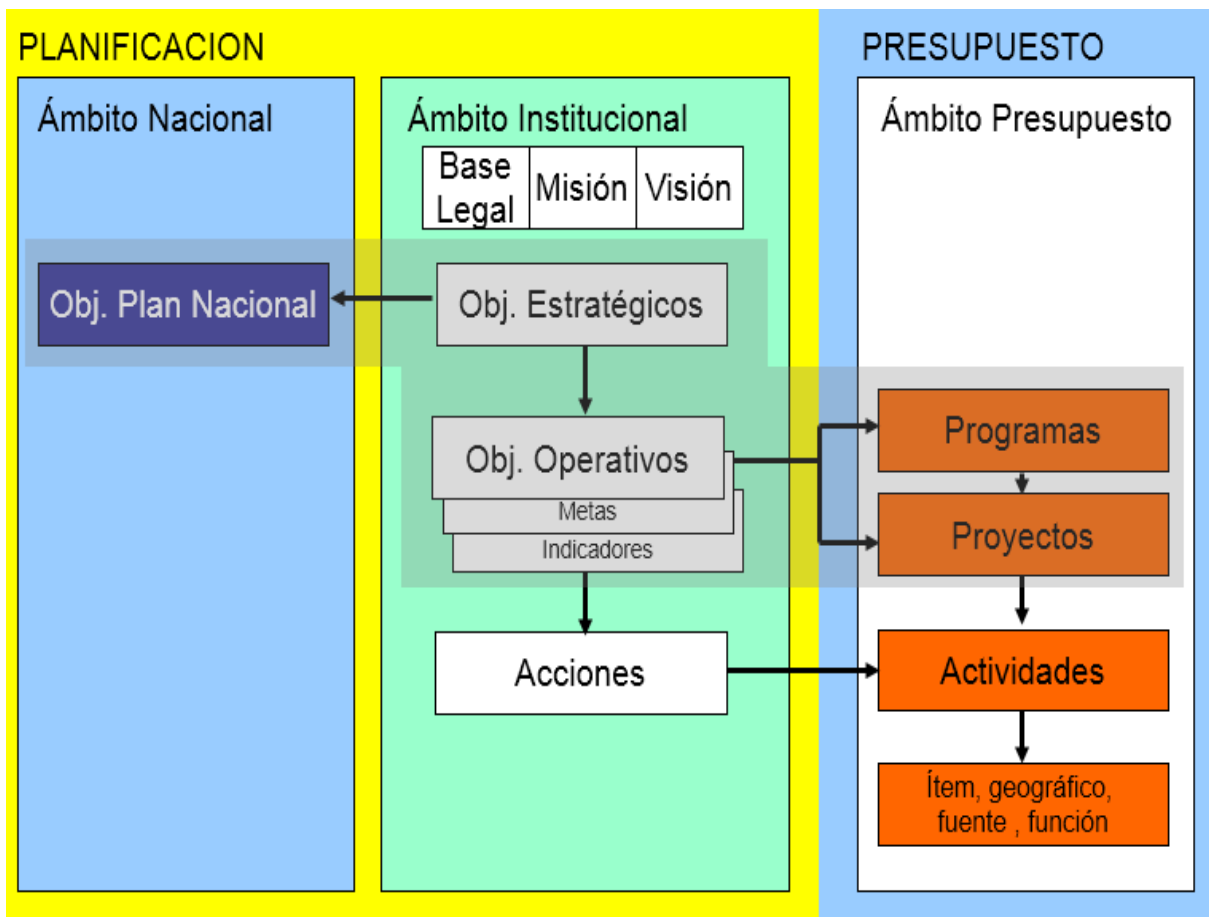 PLANIFICACION
PRESUPUESTO
Ámbito Nacional
Ámbito Institucional
Ámbito Presupuesto
Base
Legal
Misión
Visión
Obj. Plan Nacional
Obj. Estratégicos
Obj. Operativos
Metas
Indicadores
Acciones
Programas
Proyectos
Actividades
Ítem, geográfico,
fuente , función